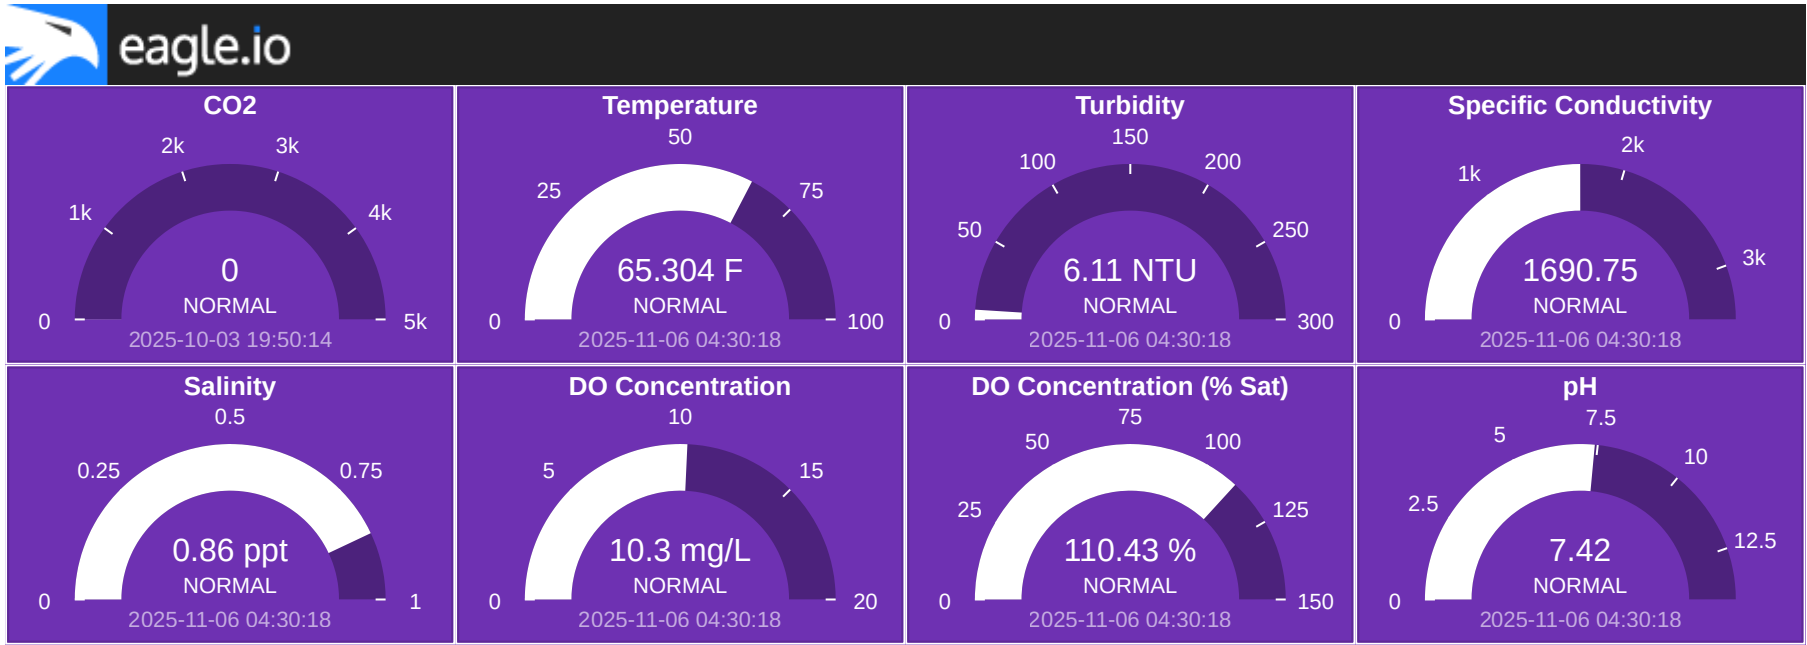 eagle.io
CO2
0
1k
2k
3k
4k
5k
0
NORMAL
2025-10-03 19:50:14
Temperature
0
25
50
75
100
65.304 F
NORMAL
2025-11-06 04:30:18
Turbidity
0
50
100
150
200
250
300
6.11 NTU
NORMAL
2025-11-06 04:30:18
Specific Conductivity
0
1k
2k
3k
1690.75
NORMAL
2025-11-06 04:30:18
Salinity
0
0.25
0.5
0.75
1
0.86 ppt
NORMAL
2025-11-06 04:30:18
DO Concentration
0
5
10
15
20
10.3 mg/L
NORMAL
2025-11-06 04:30:18
DO Concentration (% Sat)
0
25
50
75
100
125
150
110.43 %
NORMAL
2025-11-06 04:30:18
pH
0
2.5
5
7.5
10
12.5
7.42
NORMAL
2025-11-06 04:30:18